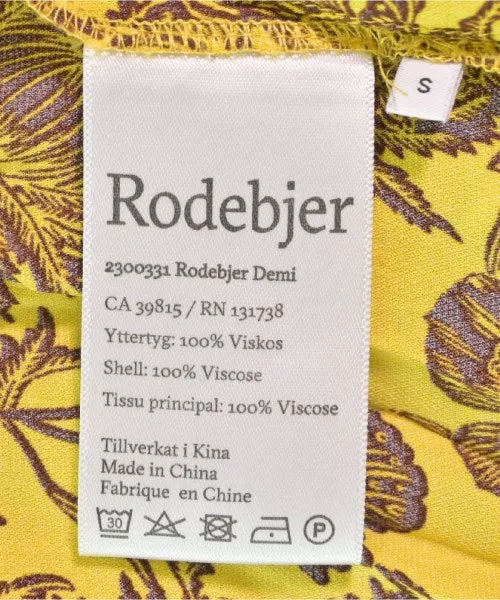 S
Rodebjer
2300331 Rodebjer Demi
CA 39815 / RN 131738
Yttertyg: 100% Viskos
Shell: 100% Viscose
Tissu principal: 100% Viscose
Tillverkat i Kina
Made in China
Fabrique en Chine
30
P